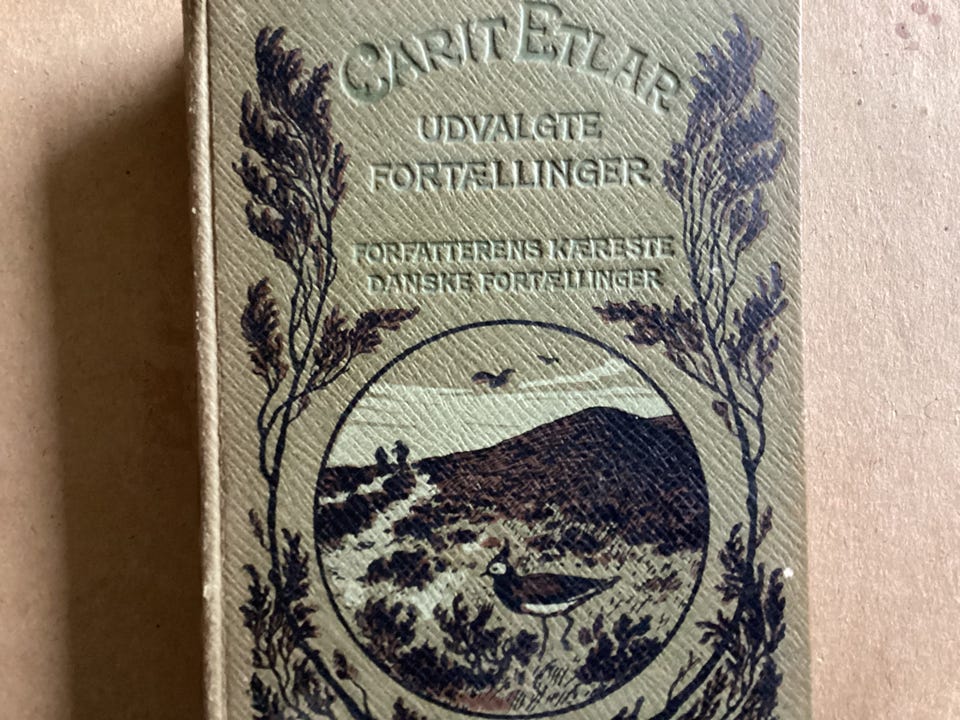 CARIT ETLAR
UDVALGTE
FORTÆLLINGER
FORFATTERENS KÆRESTE
DANSKE FORTÆLLINGER